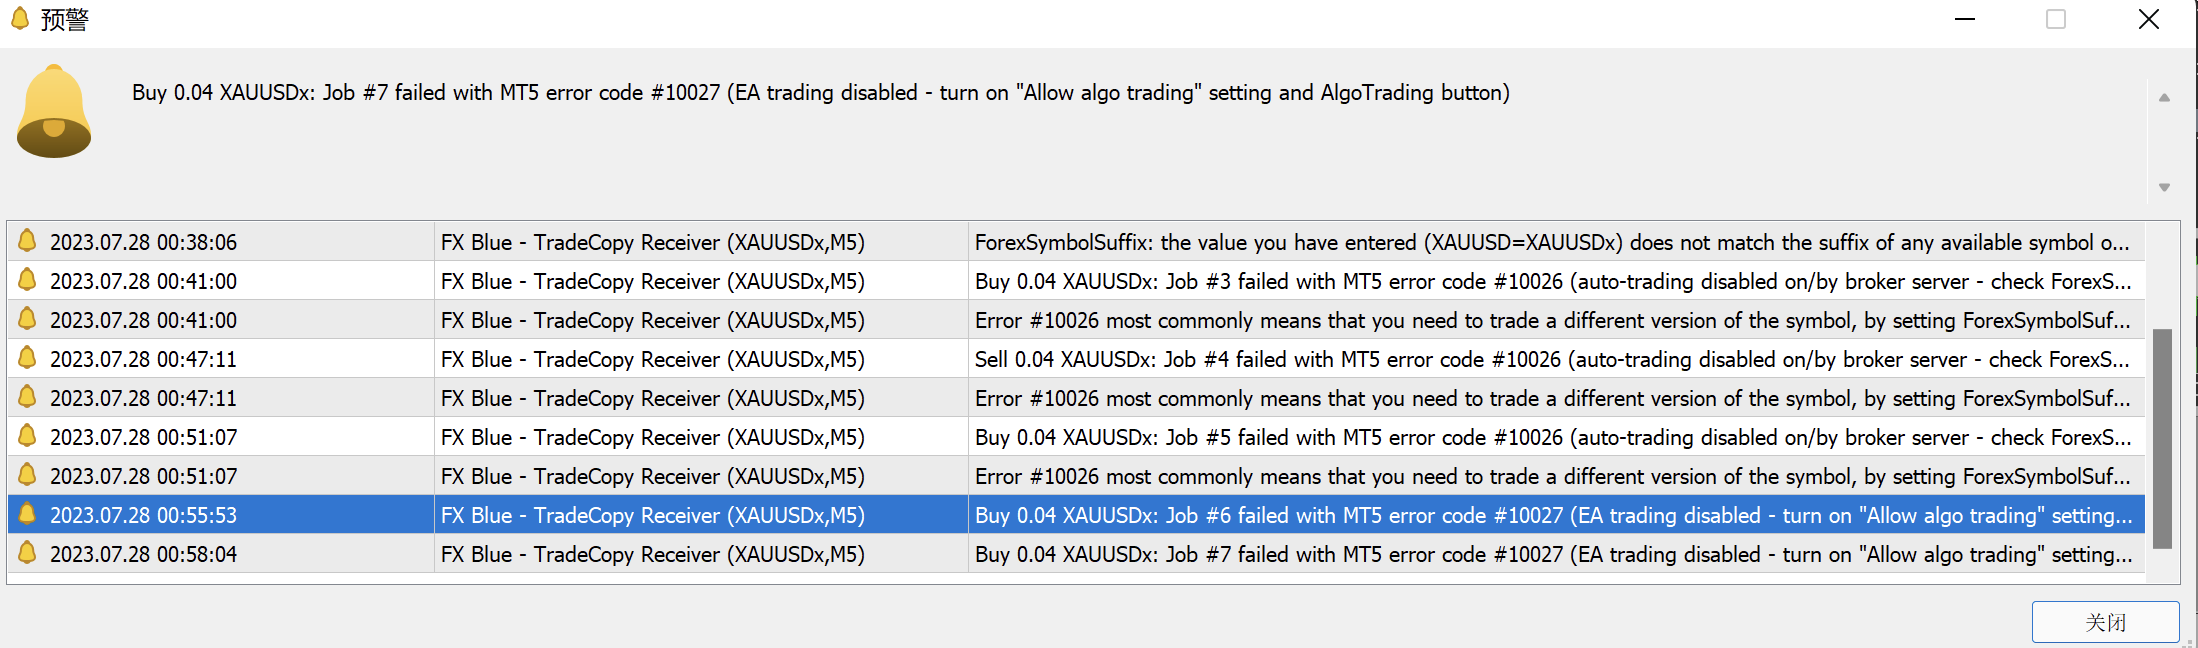 预警
Buy 0.04 XAUUSDx: Job #7 failed with MT5 error code #10027 (EA trading disabled - turn on "Allow algo trading" setting and AlgoTrading button)
2023.07.28 00:38:06 FX Blue - TradeCopy Receiver (XAUUSDx,M5) ForexSymbolSuffix: the value you have entered (XAUUSD=XAUUSDx) does not match the suffix of any available symbol o...
2023.07.28 00:41:00 FX Blue - TradeCopy Receiver (XAUUSDx,M5) Buy 0.04 XAUUSDx: Job #3 failed with MT5 error code #10026 (auto-trading disabled on/by broker server - check ForexS...
2023.07.28 00:41:00 FX Blue - TradeCopy Receiver (XAUUSDx,M5) Error #10026 most commonly means that you need to trade a different version of the symbol, by setting ForexSymbolSuf...
2023.07.28 00:47:11 FX Blue - TradeCopy Receiver (XAUUSDx,M5) Sell 0.04 XAUUSDx: Job #4 failed with MT5 error code #10026 (auto-trading disabled on/by broker server - check ForexS...
2023.07.28 00:47:11 FX Blue - TradeCopy Receiver (XAUUSDx,M5) Error #10026 most commonly means that you need to trade a different version of the symbol, by setting ForexSymbolSuf...
2023.07.28 00:51:07 FX Blue - TradeCopy Receiver (XAUUSDx,M5) Buy 0.04 XAUUSDx: Job #5 failed with MT5 error code #10026 (auto-trading disabled on/by broker server - check ForexS...
2023.07.28 00:51:07 FX Blue - TradeCopy Receiver (XAUUSDx,M5) Error #10026 most commonly means that you need to trade a different version of the symbol, by setting ForexSymbolSuf...
2023.07.28 00:55:53 FX Blue - TradeCopy Receiver (XAUUSDx,M5) Buy 0.04 XAUUSDx: Job #6 failed with MT5 error code #10027 (EA trading disabled - turn on "Allow algo trading" setting...
2023.07.28 00:58:04 FX Blue - TradeCopy Receiver (XAUUSDx,M5) Buy 0.04 XAUUSDx: Job #7 failed with MT5 error code #10027 (EA trading disabled - turn on "Allow algo trading" setting...
关闭